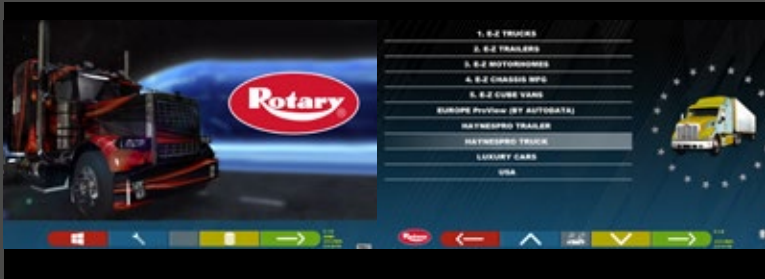 Rotary
1. E-Z TRUCKS
2. E-Z TRAILERS
3. E-Z MOTORHOMES
4. E-Z CHASSIS MFG
5. E-Z CUBE VANS
EUROPE ProView (BY AUTODATA)
HAYNESPRO TRAILER
HAYNESPRO TRUCK
LUXURY CARS
USA
Rotary